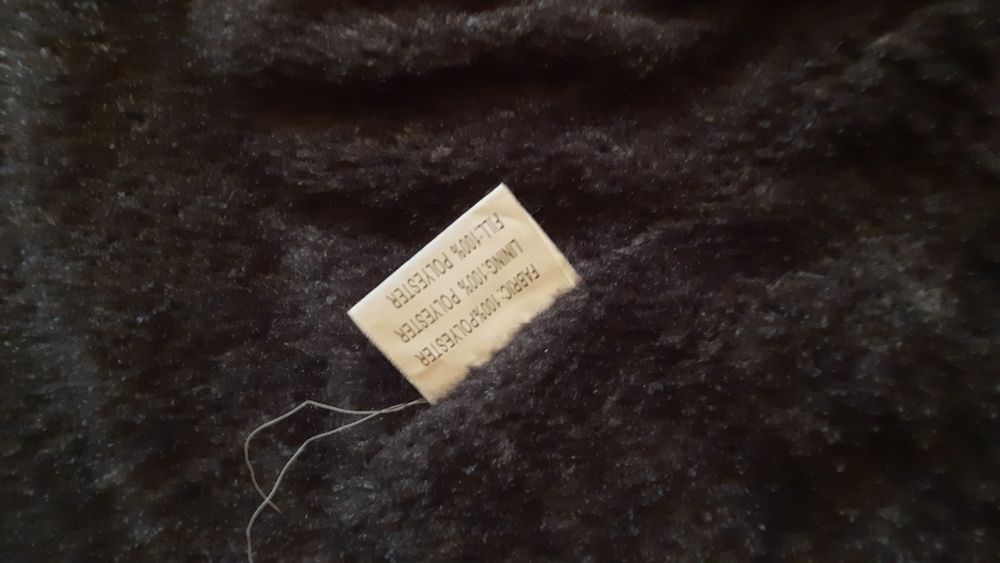 FABRIC: 100%POLYESTER
LINING:100% POLYESTER
FILL:100% POLYESTER